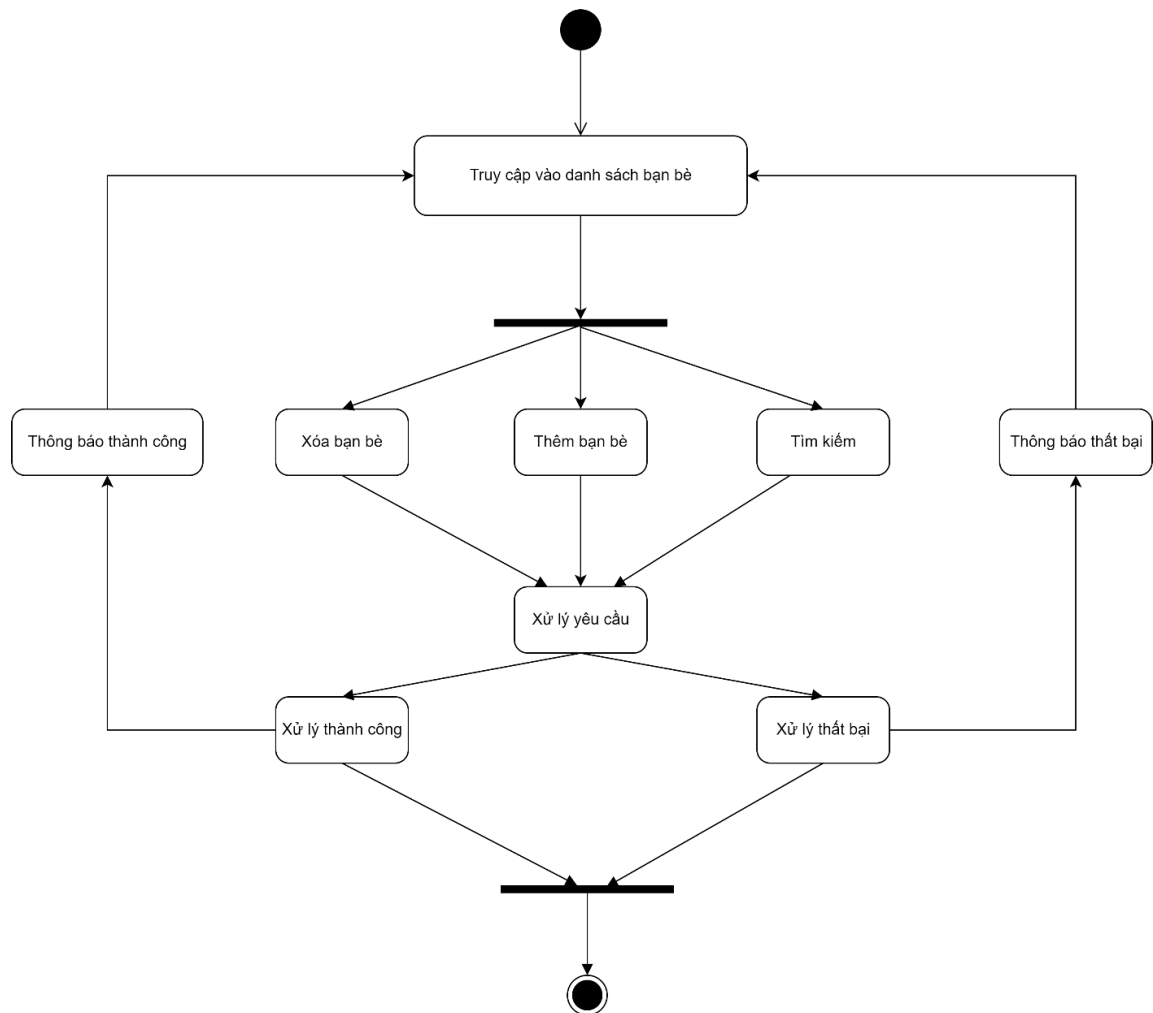 Truy cập vào danh sách bạn bè
Thông báo thành công
Xóa bạn bè
Thêm bạn bè
Tìm kiếm
Thông báo thất bại
Xử lý yêu cầu
Xử lý thành công
Xử lý thất bại